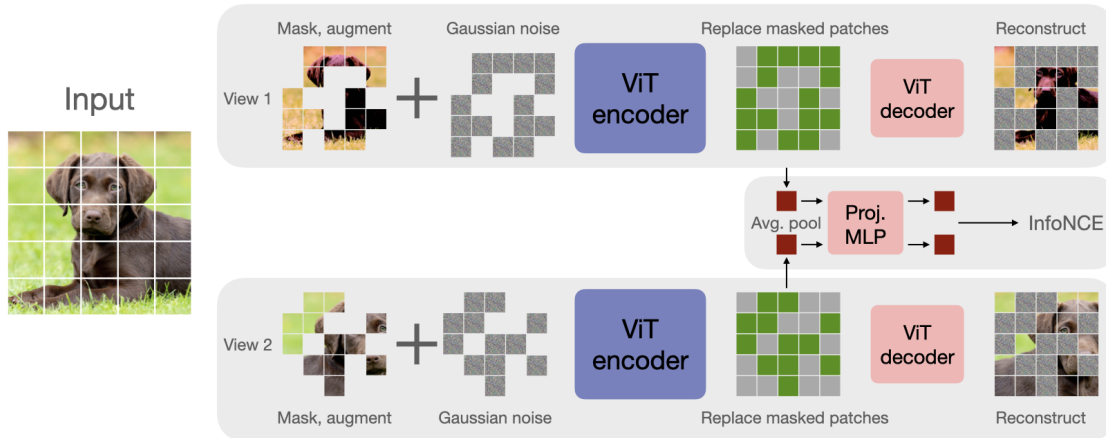 Mask, augment
Gaussian noise
Replace masked patches
Reconstruct
View 1
ViT
encoder
ViT
decoder
Input
Avg. pool
Proj.
MLP
InfoNCE
View 2
ViT
encoder
ViT
decoder
Mask, augment
Gaussian noise
Replace masked patches
Reconstruct